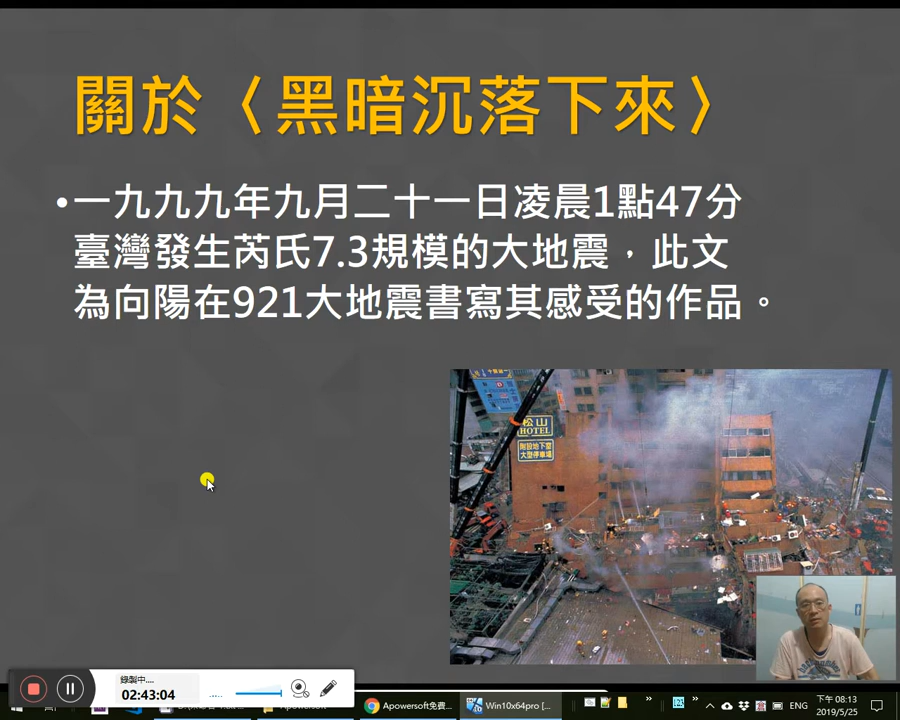 關於〈黑暗沉落下來〉
•一九九九年九月二十一日凌晨1點47分
臺灣發生芮氏7.3規模的大地震，此文
為向陽在921大地震書寫其感受的作品。
松山
HOTEL
附設地下室
大型停車場
錄製中....
02:43:04
Apowersoft
Apowersoft免費...
Win10x64pro [...
123
ENG
下午 08:13
2019/5/25